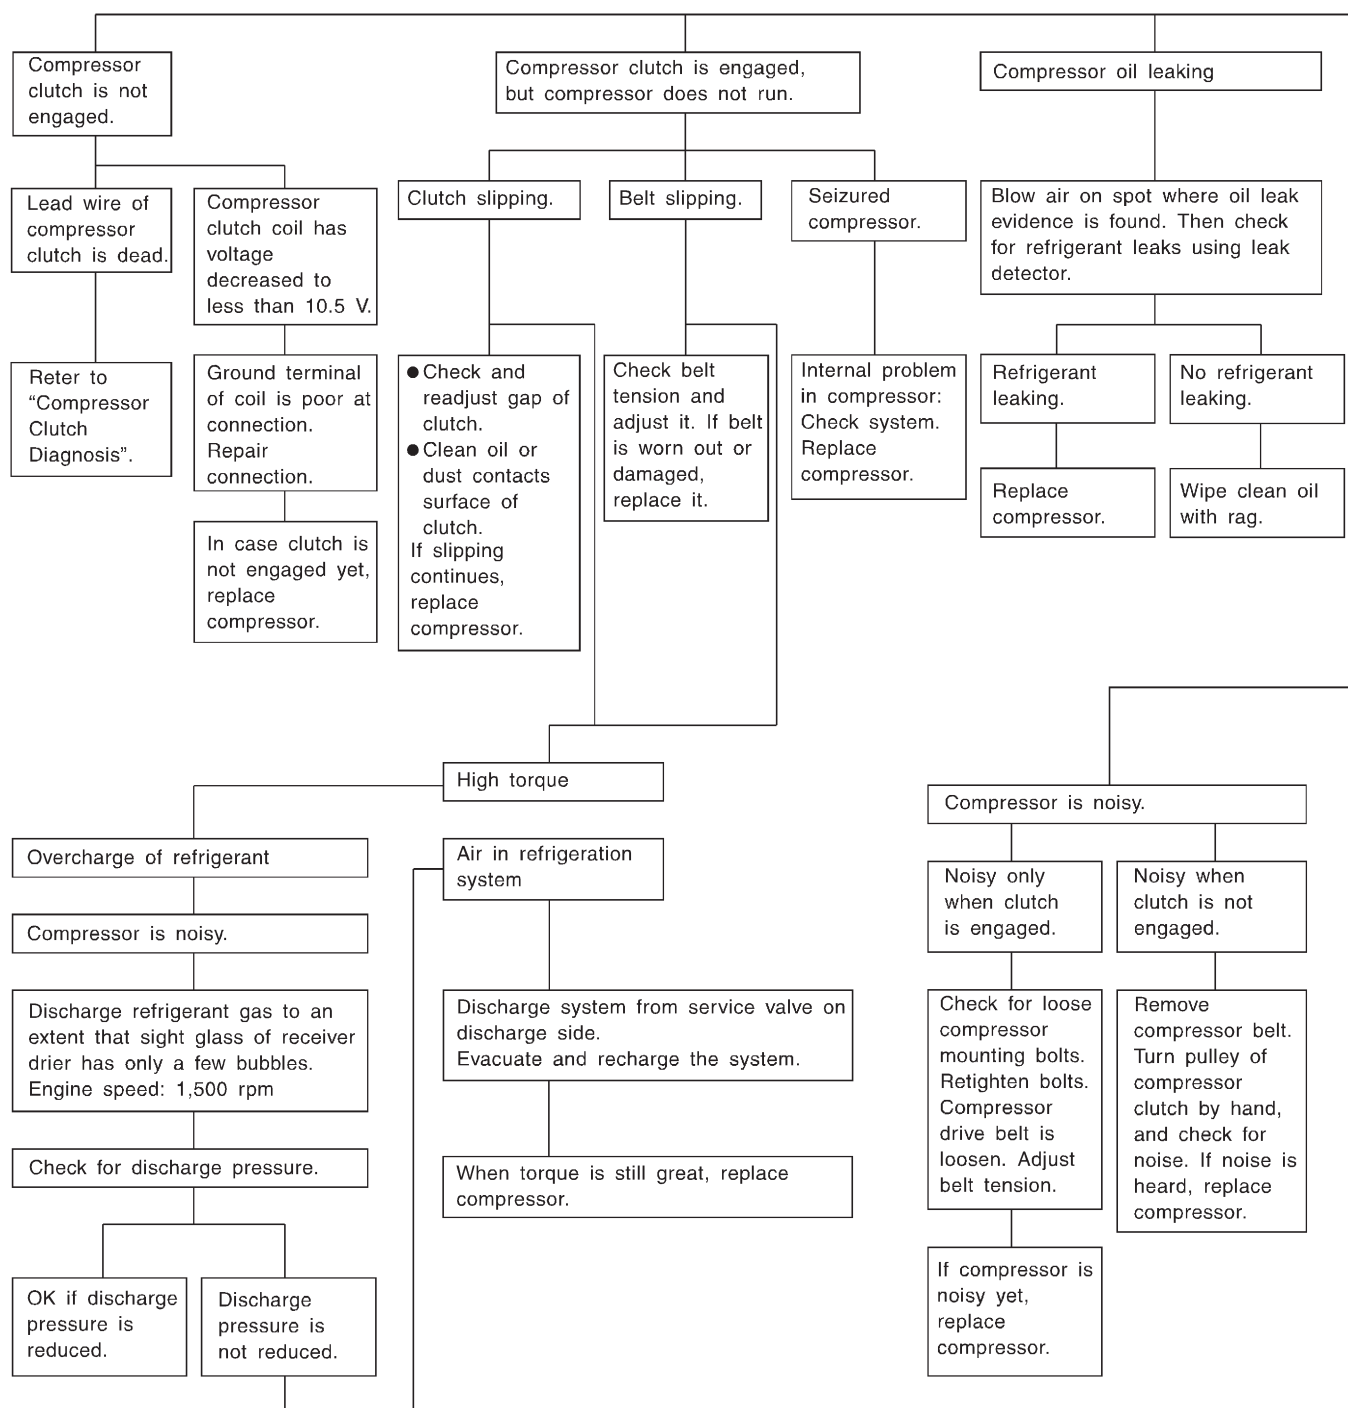 Compressor
clutch is not
engaged.
Compressor clutch is engaged,
but compressor does not run.
Compressor oil leaking
Lead wire of
compressor
clutch is dead.
Compressor
clutch coil has
voltage
decreased to
less than 10.5 V.
Clutch slipping.
Belt slipping.
Seizured
compressor.
Blow air on spot where oil leak
evidence is found. Then check
for refrigerant leaks using leak
detector.
Reter to
“Compressor
Clutch
Diagnosis”.
Ground terminal
of coil is poor at
connection.
Repair
connection.
● Check and
readjust gap of
clutch.
● Clean oil or
dust contacts
surface of
clutch.
If slipping
continues,
replace
compressor.
Check belt
tension and
adjust it. If belt
is worn out or
damaged,
replace it.
Internal problem
in compressor:
Check system.
Replace
compressor.
Refrigerant
leaking.
No refrigerant
leaking.
Replace
compressor.
Wipe clean oil
with rag.
In case clutch is
not engaged yet,
replace
compressor.
High torque
Overcharge of refrigerant
Compressor is noisy.
Discharge refrigerant gas to an
extent that sight glass of receiver
drier has only a few bubbles.
Engine speed: 1,500 rpm
Check for discharge pressure.
OK if discharge
pressure is
reduced.
Discharge
pressure is
not reduced.
Air in refrigeration
system
Discharge system from service valve on
discharge side.
Evacuate and recharge the system.
When torque is still great, replace
compressor.
Compressor is noisy.
Noisy only
when clutch
is engaged.
Noisy when
clutch is not
engaged.
Check for loose
compressor
mounting bolts.
Retighten bolts.
Compressor
drive belt is
loosen. Adjust
belt tension.
Remove
compressor belt.
Turn pulley of
compressor
clutch by hand,
and check for
noise. If noise is
heard, replace
compressor.
If compressor is
noisy yet,
replace
compressor.